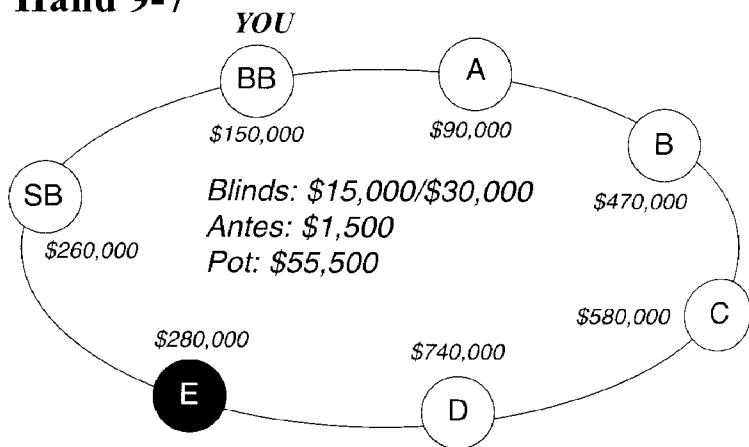 Hand 9-7
YOU
BB
A
$150,000
$90,000
B
SB
Blinds: $15,000/$30,000
$470,000
Antes: $1,500
$260,000
Pot: $55,500
$580,000
C
$280,000
$740,000
E
D